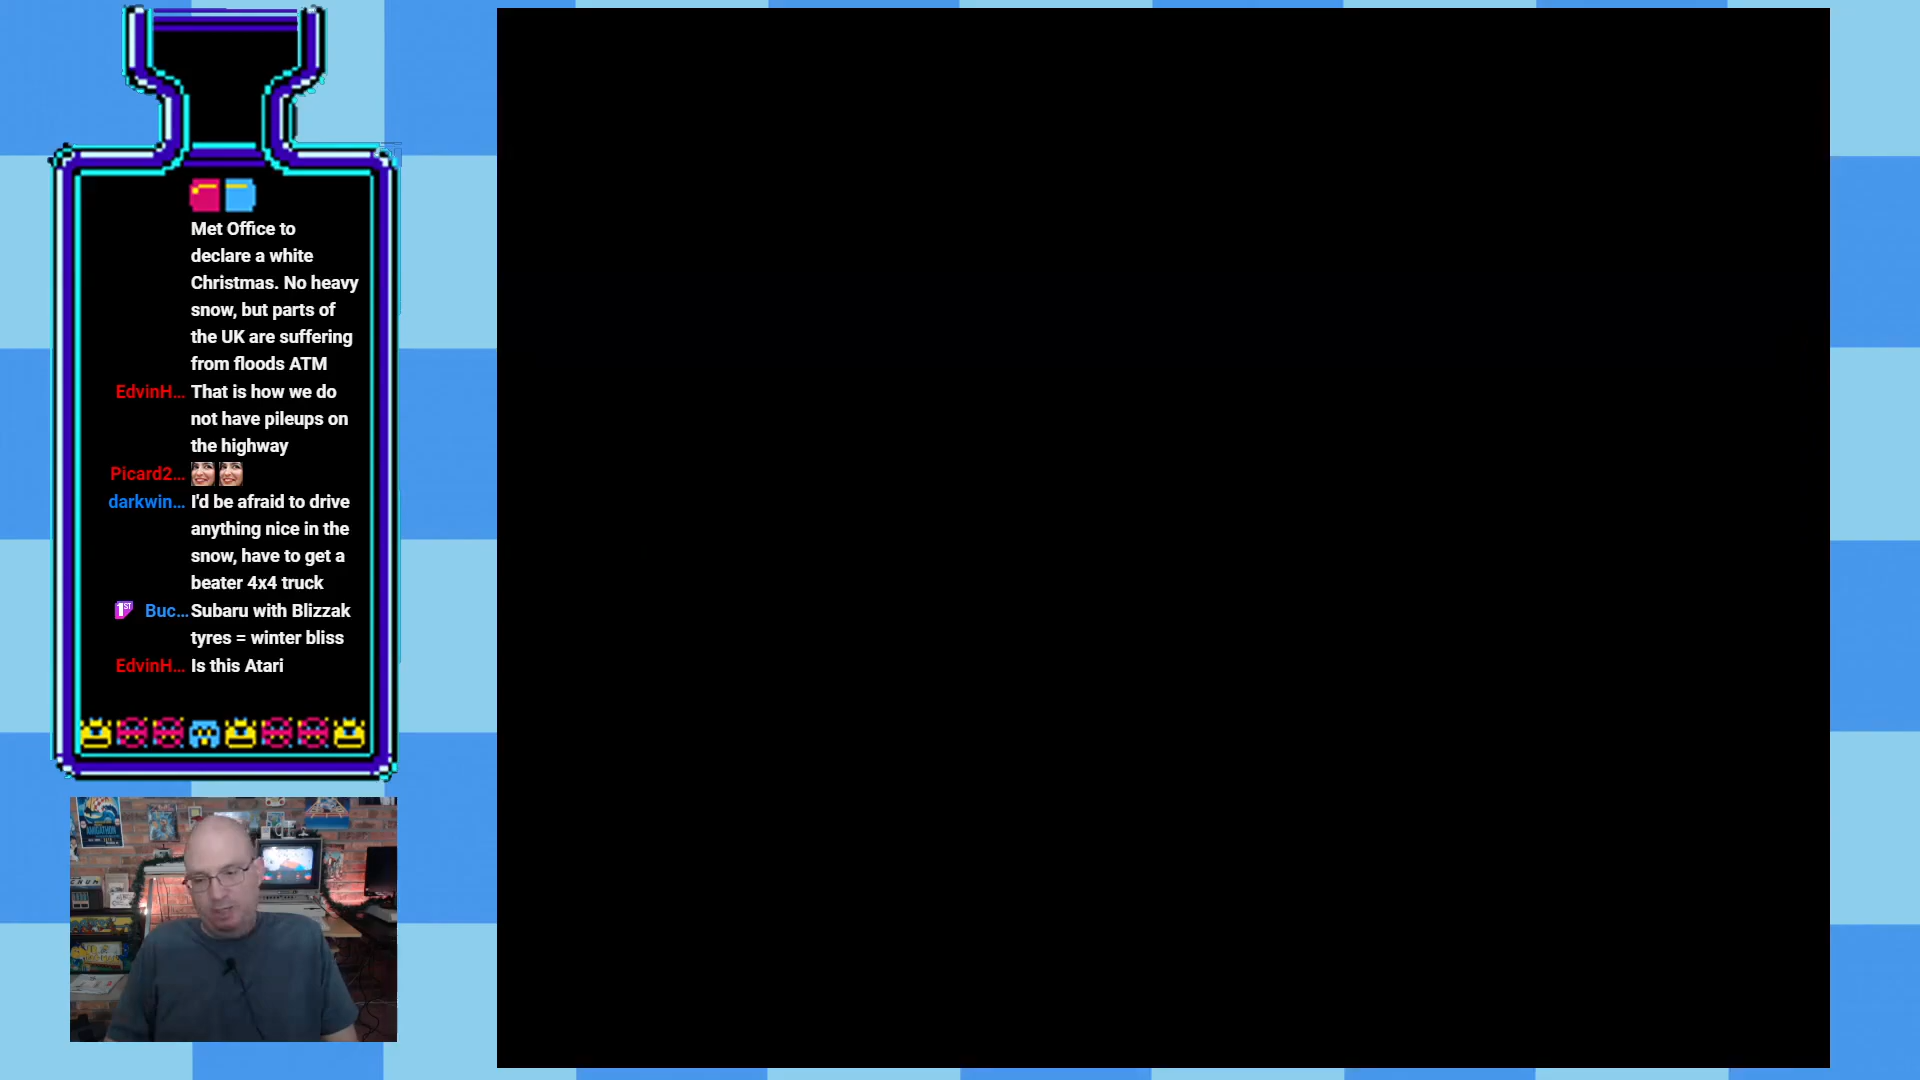 Met Office to
declare a white
Christmas. No heavy
snow, but parts of
the UK are suffering
from floods ATM
EdvinH... That is how we do
not have pileups on
the highway
Picard2...
darkwin... I'd be afraid to drive
anything nice in the
snow, have to get a
beater 4x4 truck
1ST Buc... Subaru with Blizzak
tyres = winter bliss
EdvinH... Is this Atari